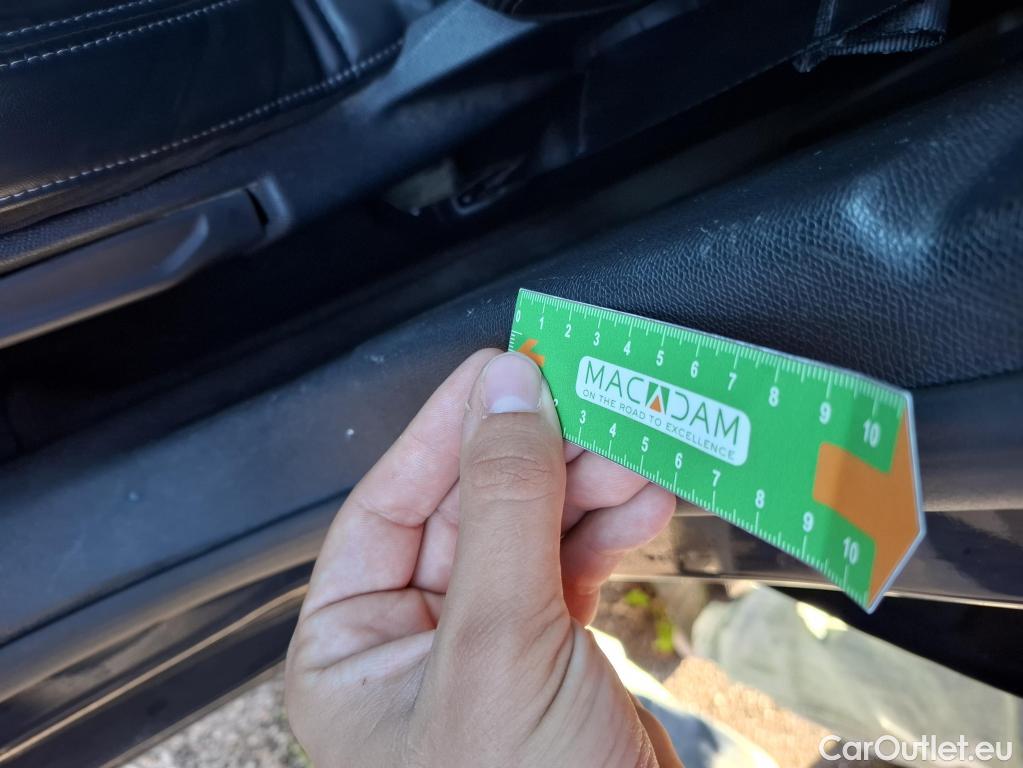 0 1 2 3 4 5 6 7 8 9 10
MACADAM
ON THE ROAD TO EXCELLENCE
2 3 4 5 6 7 8 9 10
CarOutlet.eu